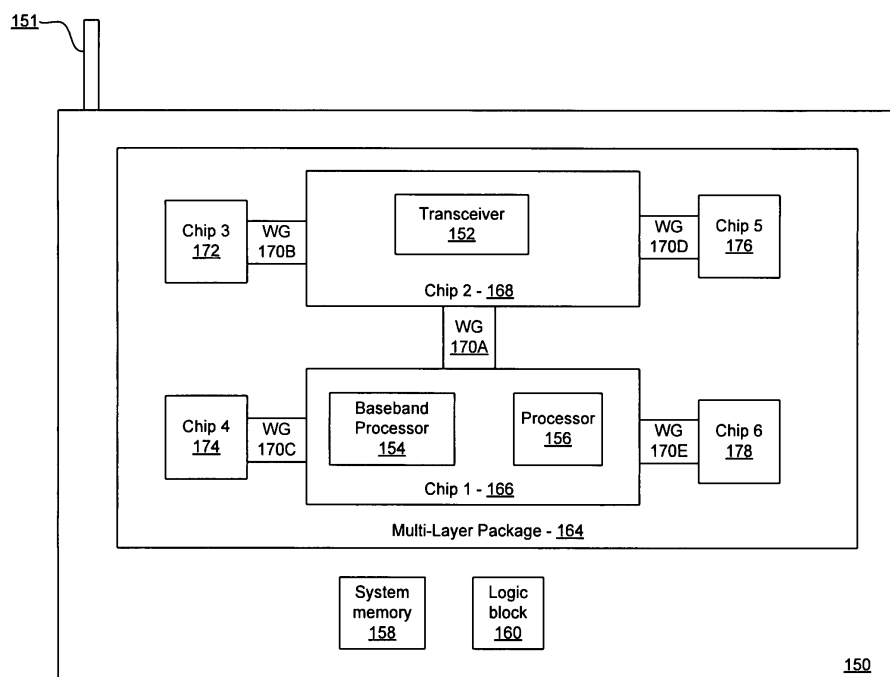 151
Transceiver
152
Chip 3
172
WG
170B
WG
170D
Chip 5
176
Chip 2 - 168
WG
170A
Chip 4
174
WG
170C
Baseband
Processor
154
Processor
156
WG
170E
Chip 6
178
Chip 1 - 166
Multi-Layer Package - 164
System
memory
158
Logic
block
160
150